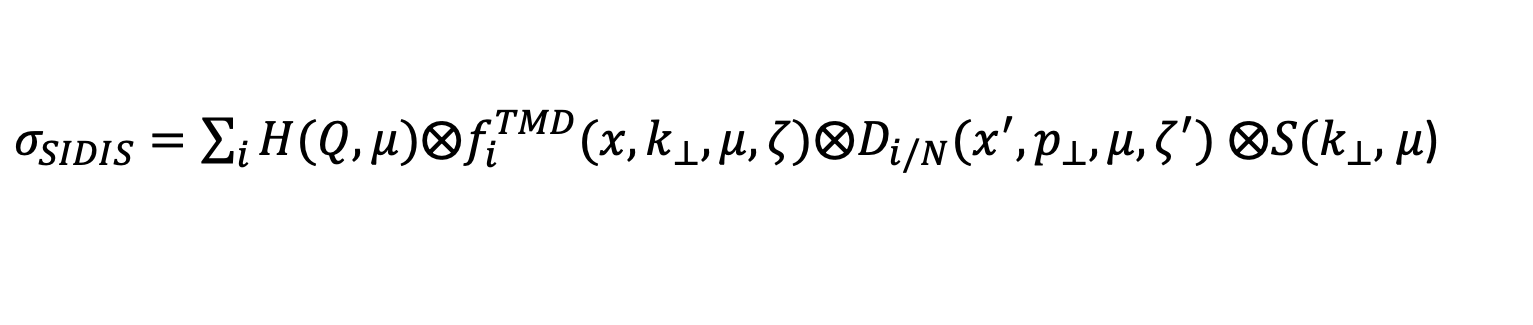 σ_{SIDIS} = ∑_i H(Q, μ)⊗f_i^{TMD}(x, k_⊥, μ, ζ)⊗D_{i/N}(x′, p_⊥, μ, ζ′) ⊗S(k_⊥, μ)